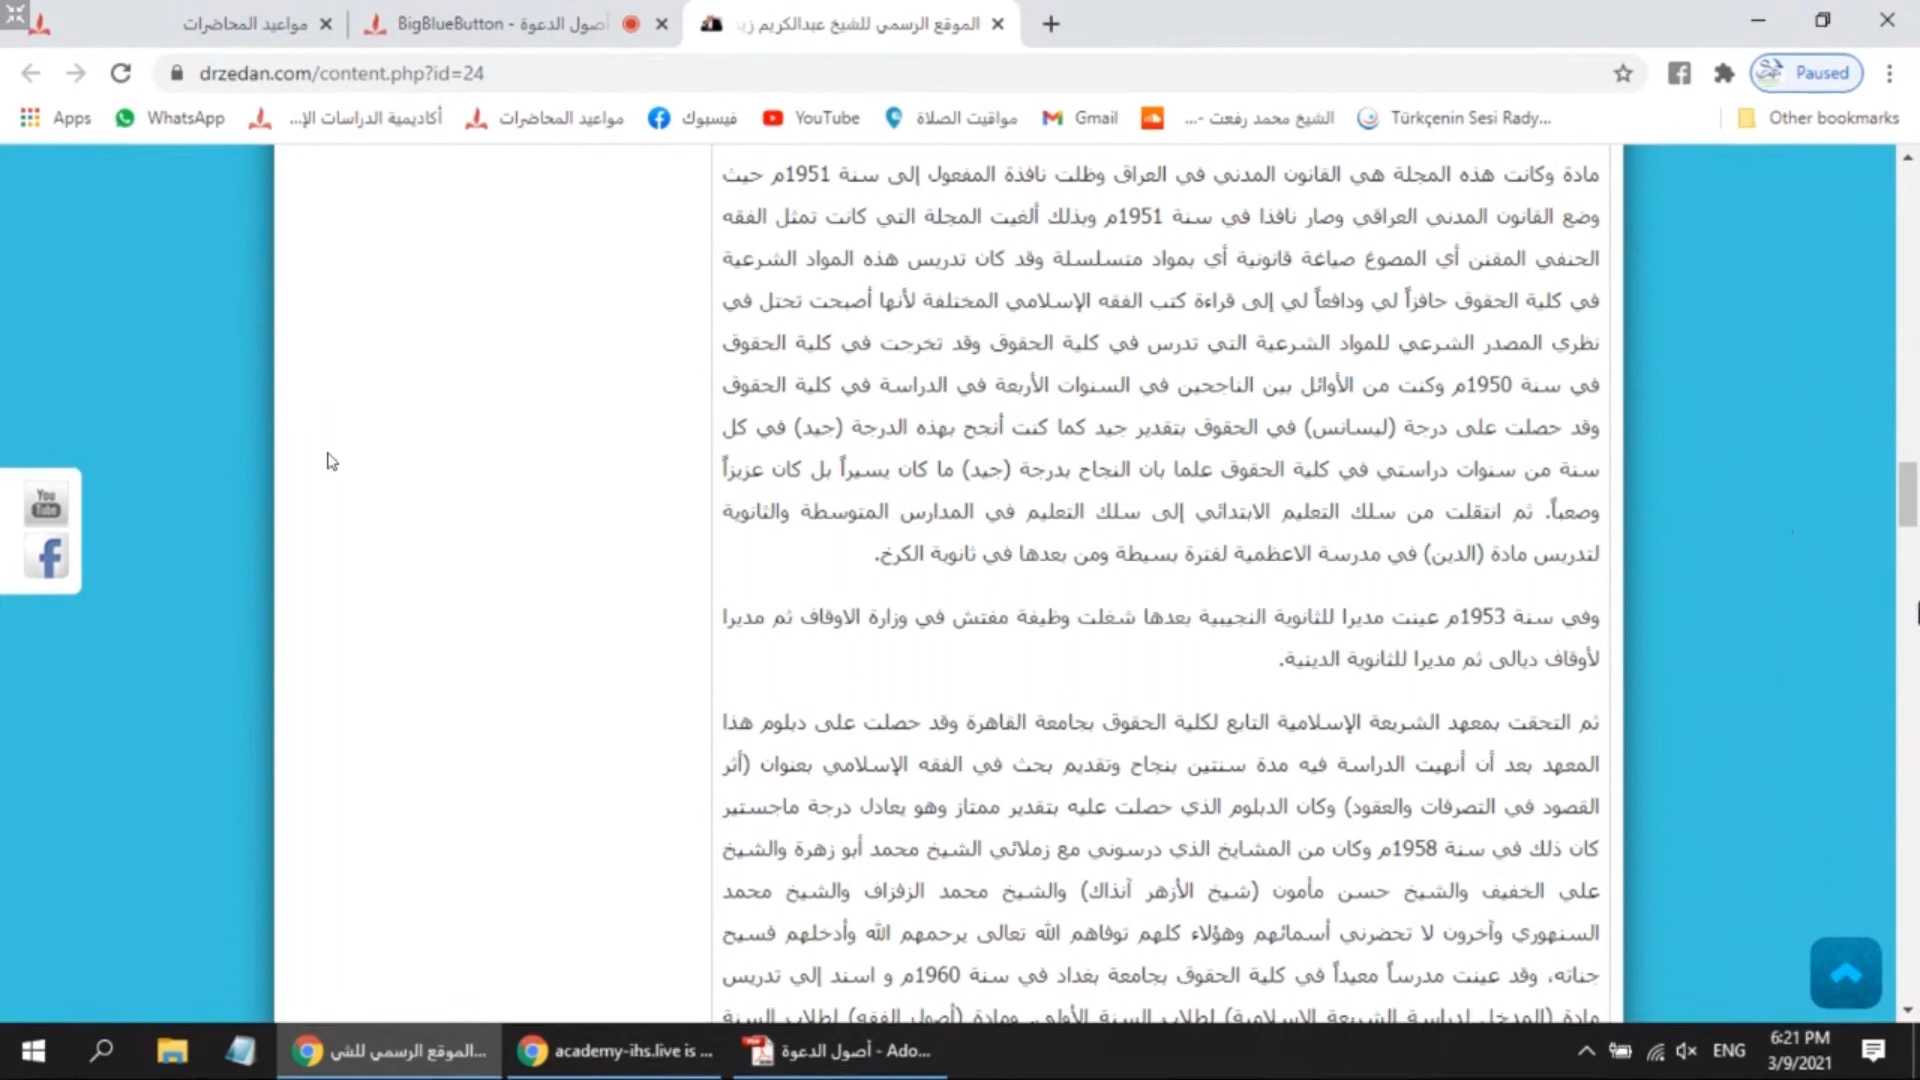 مواعيد المحاضرات
أصول الدعوة - BigBlueButton
الموقع الرسمي للشيخ عبدالكريم زيد
drzedan.com/content.php?id=24
Paused
Apps
WhatsApp
أكاديمية الدراسات الإ...
مواعيد المحاضرات
فيسبوك
YouTube
مواقيت الصلاة
Gmail
الشيخ محمد رفعت -...
Türkçenin Sesi Rady...
Other bookmarks
مادة وكانت هذه المجلة هي القانون المدني في العراق وظلت نافذة المفعول إلى سنة 1951م حيث
وضع القانون المدني العراقي وصار نافذا في سنة 1951م وبذلك ألغيت المجلة التي كانت تمثل الفقه
الحنفي المقنن أي المصوغ صياغة قانونية أي بمواد متسلسلة وقد كان تدريس هذه المواد الشرعية
في كلية الحقوق حافزاً لي ودافعاً لي إلى قراءة كتب الفقه الإسلامي المختلفة لأنها أصبحت تحتل في
نظري المصدر الشرعي للمواد الشرعية التي تدرس في كلية الحقوق وقد تخرجت في كلية الحقوق
في سنة 1950م وكنت من الأوائل بين الناجحين في السنوات الأربعة في الدراسة في كلية الحقوق
وقد حصلت على درجة (ليسانس) في الحقوق بتقدير جيد كما كنت أنجح بهذه الدرجة (جيد) في كل
سنة من سنوات دراستي في كلية الحقوق علما بان النجاح بدرجة (جيد) ما كان يسيراً بل كان عزيزاً
وصعباً. ثم انتقلت من سلك التعليم الابتدائي إلى سلك التعليم في المدارس المتوسطة والثانوية
لتدريس مادة (الدين) في مدرسة الاعظمية لفترة بسيطة ومن بعدها في ثانوية الكرخ.
وفي سنة 1953م عينت مديرا للثانوية النجيبية بعدها شغلت وظيفة مفتش في وزارة الاوقاف ثم مديرا
لأوقاف ديالى ثم مديرا للثانوية الدينية.
ثم التحقت بمعهد الشريعة الإسلامية التابع لكلية الحقوق بجامعة القاهرة وقد حصلت على دبلوم هذا
المعهد بعد أن أنهيت الدراسة فيه مدة سنتين بنجاح وتقديم بحث في الفقه الإسلامي بعنوان (أثر
القصود في التصرفات والعقود) وكان الدبلوم الذي حصلت عليه بتقدير ممتاز وهو يعادل درجة ماجستير
كان ذلك في سنة 1958م وكان من المشايخ الذي درسوني مع زملائي الشيخ محمد أبو زهرة والشيخ
علي الخفيف والشيخ حسن مأمون (شيخ الأزهر آنذاك) والشيخ محمد الزفزاف والشيخ محمد
السنهوري وآخرون لا تحضرني أسمائهم وهؤلاء كلهم توفاهم الله تعالى يرحمهم الله وأدخلهم فسيح
جناته، وقد عينت مدرساً معيداً في كلية الحقوق بجامعة بغداد في سنة 1960م و اسند إلي تدريس
مادة (المدخل لدراسة الشريعة الإسلامية) لطلاب السنة الأولى. ومادة (أصول الفقه) لطلاب السنة
You Tube
الموقع الرسمي للشي...
academy-ihs.live is ...
أصول الدعوة - Ado...
ENG
6:21 PM
3/9/2021